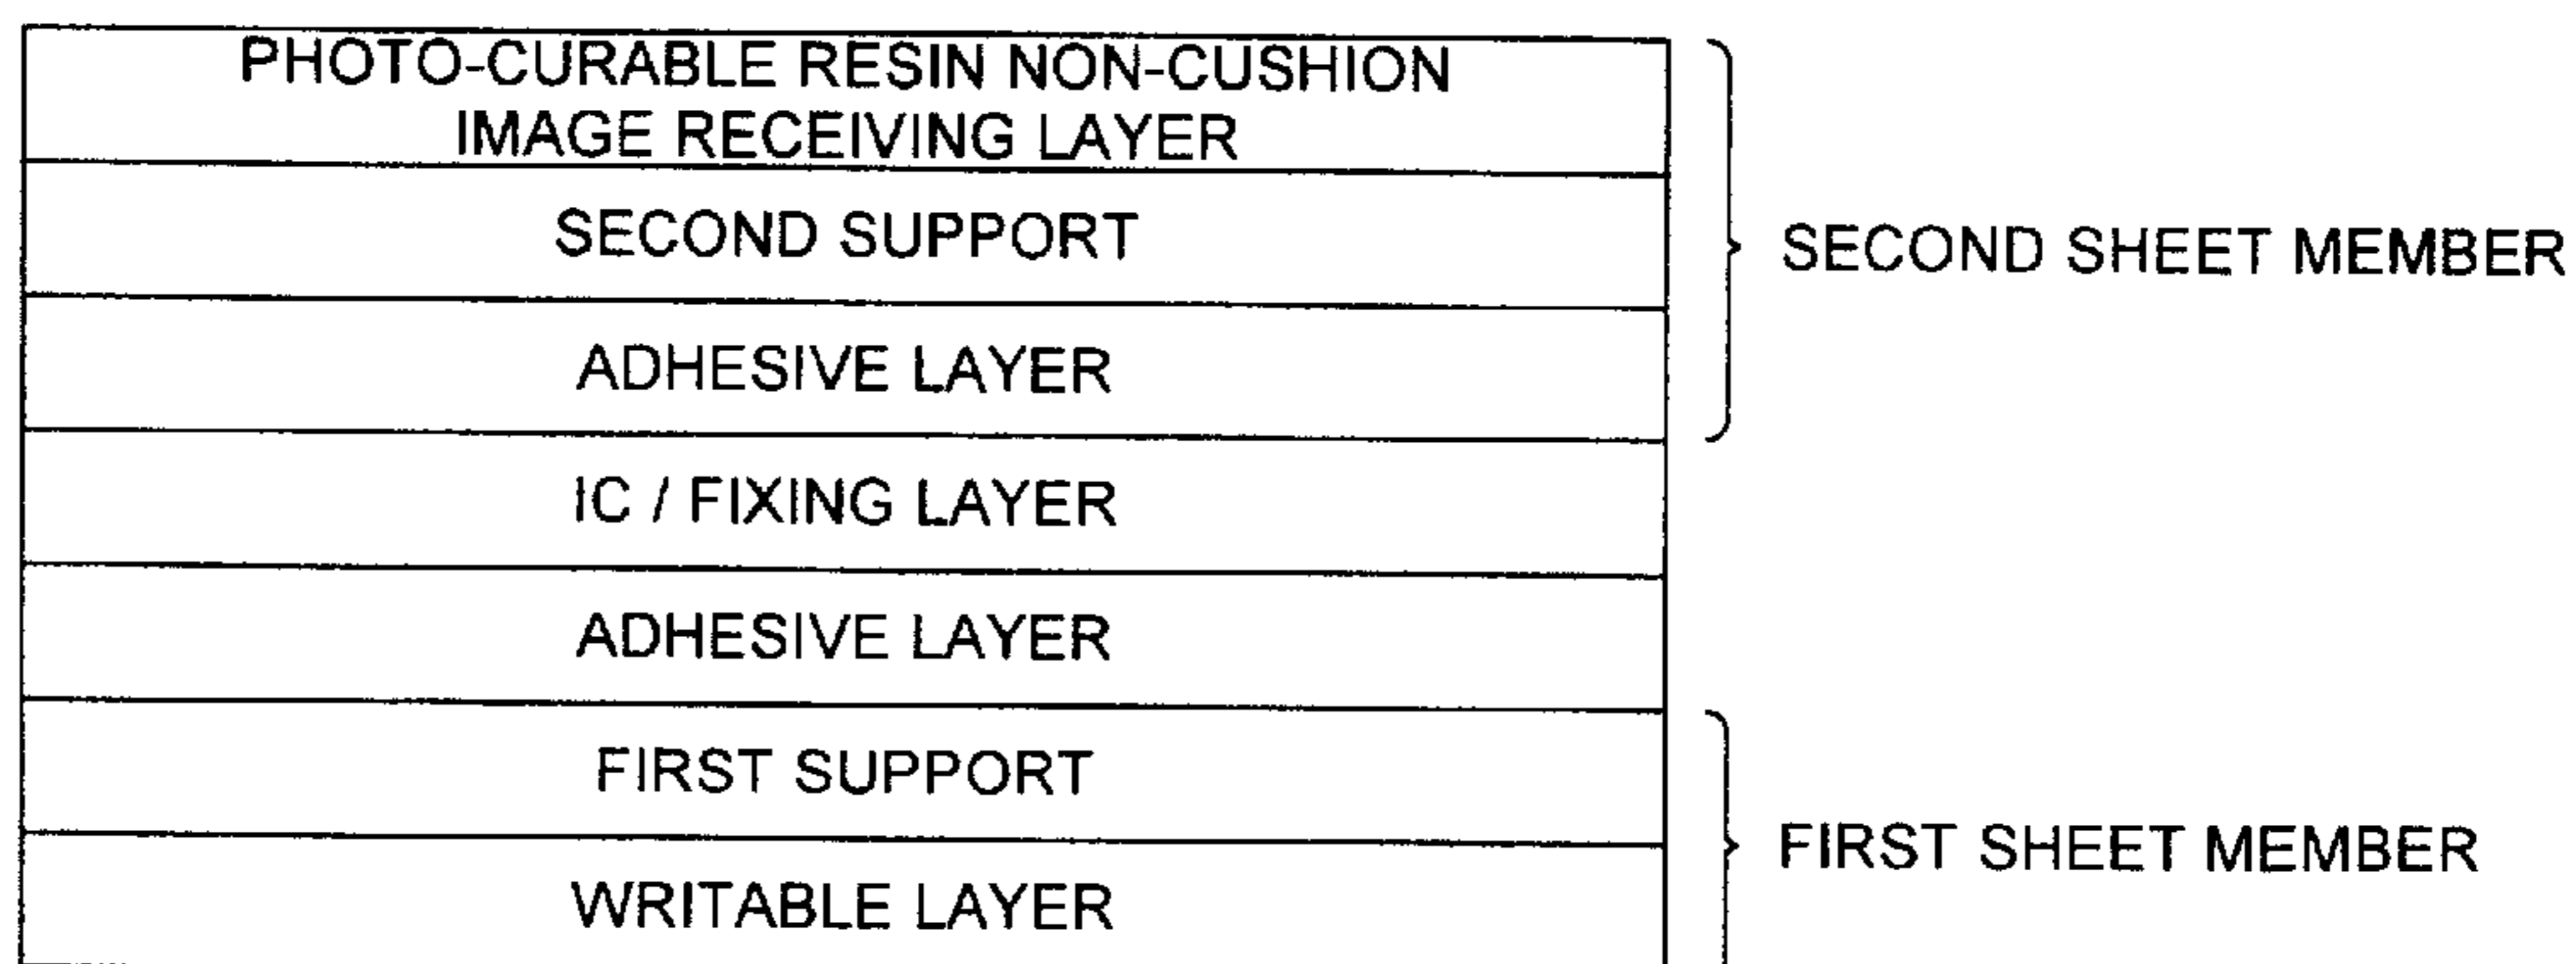 PHOTO-CURABLE RESIN NON-CUSHION
IMAGE RECEIVING LAYER
SECOND SUPPORT
ADHESIVE LAYER
SECOND SHEET MEMBER
IC / FIXING LAYER
ADHESIVE LAYER
FIRST SUPPORT
WRITABLE LAYER
FIRST SHEET MEMBER